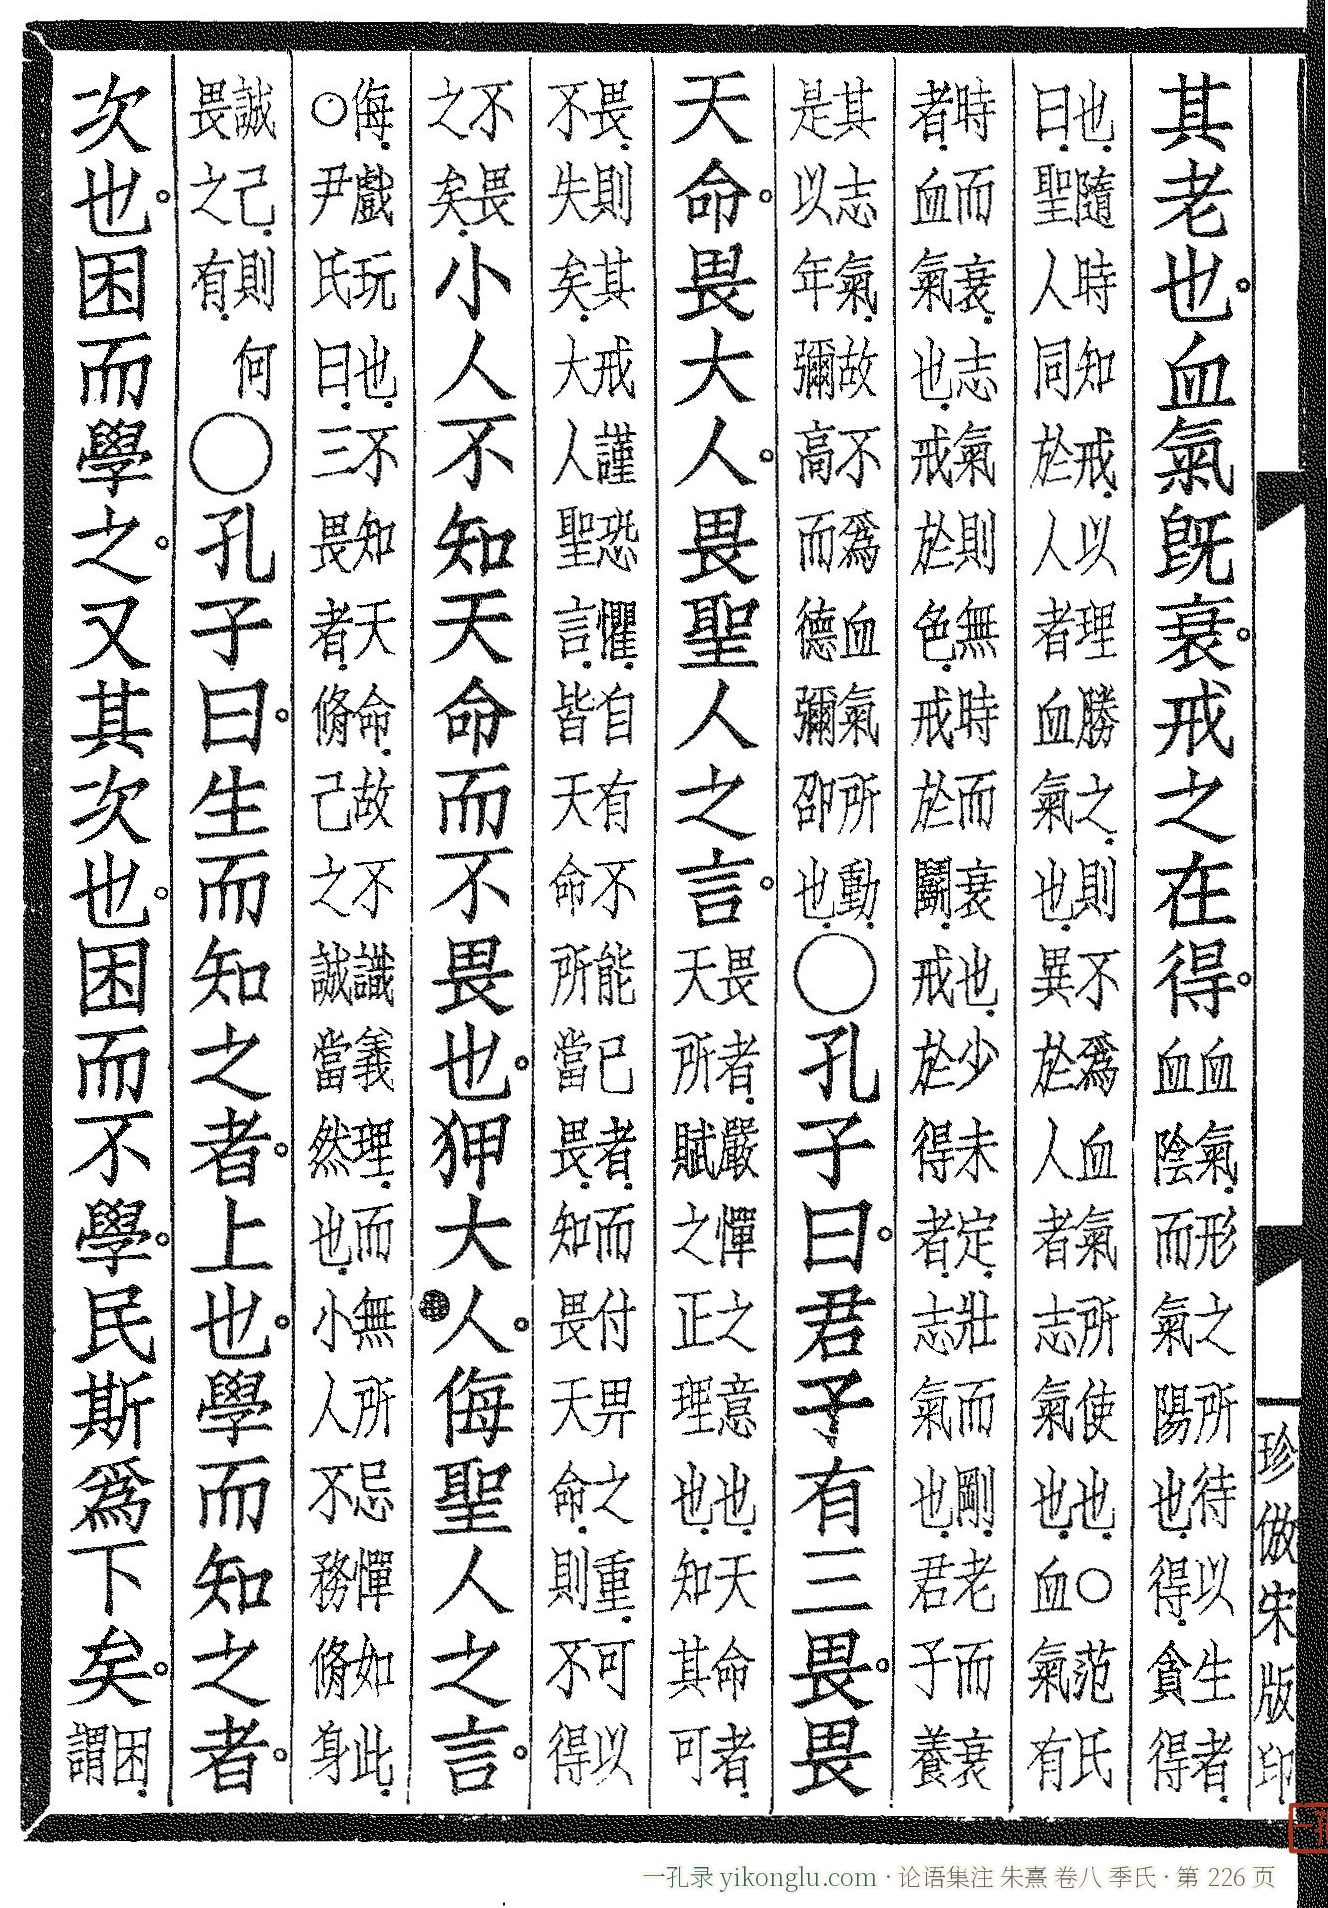 珍倣宋版印
其老也。血氣旣衰。戒之在得。血氣。形之所待以生者。
血陰而氣陽也。得。貪得
也。隨時知戒。以理勝之。則不爲血氣所使也。○范氏
曰。聖人同於人者血氣也。異於人者志氣也。血氣有
時而衰。志氣則無時而衰也。少未定。壯而剛。老而衰
者。血氣也。戒於色。戒於鬭。戒於得者。志氣也。君子養
其志氣。故不爲血氣所動。
是以年彌高而德彌邵也。
○孔子曰。君子有三畏。畏
天命。畏大人。畏聖人之言。畏者。嚴憚之意也。天命者。
天所賦之正理也。知其可
畏。則其戒謹恐懼。自有不能已者。而付畀之重。可以
不失矣。大人聖言。皆天命所當畏。知畏天命。則不得
不畏
之矣。
小人不知天命而不畏也。狎大人。侮聖人之言。
侮。戲玩也。不知天命。故不識義理。而無所忌憚如此。
○尹氏曰。三畏者。脩己之誠當然也。小人不務脩身
誠己。則何
畏之有。
○孔子曰。生而知之者。上也。學而知之者。
次也。困而學之。又其次也。困而不學。民斯爲下矣。困。
謂
一孔录 yikonglu.com · 论语集注 朱熹 卷八 季氏 · 第 226 页